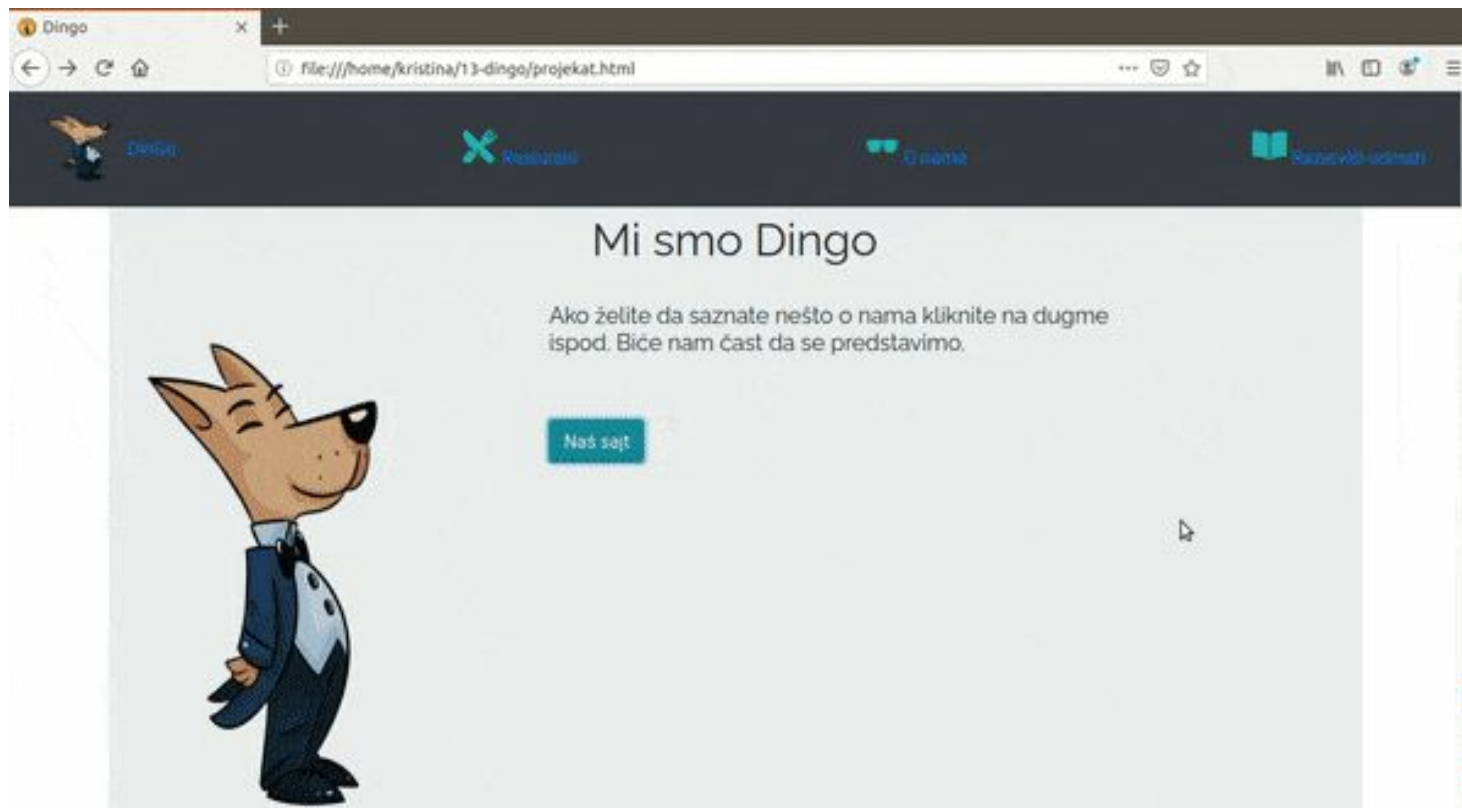 Dingo
file:///home/kristina/13-dingo/projekat.html
DinGo
Restorani
O nama
Mi smo Dingo
Ako želite da saznate nešto o nama kliknite na dugme
ispod. Biće nam čast da se predstavimo.
Naš sajt